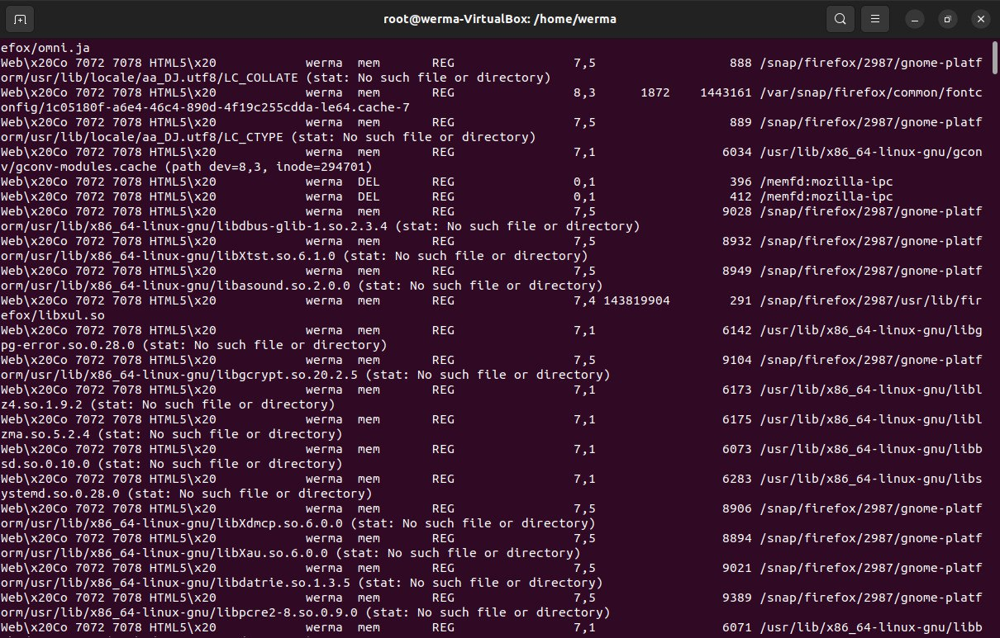 root@werma-VirtualBox: /home/werma
efox/omni.ja
Web\x20Co 7072 7078 HTML5\x20            werma  mem       REG                7,5                  888 /snap/firefox/2987/gnome-platf
orm/usr/lib/locale/aa_DJ.utf8/LC_COLLATE (stat: No such file or directory)
Web\x20Co 7072 7078 HTML5\x20            werma  mem       REG                8,3      1872    1443161 /var/snap/firefox/common/fontc
onfig/1c05180f-a6e4-46c4-890d-4f19c255cdda-le64.cache-7
Web\x20Co 7072 7078 HTML5\x20            werma  mem       REG                7,5                  889 /snap/firefox/2987/gnome-platf
orm/usr/lib/locale/aa_DJ.utf8/LC_CTYPE (stat: No such file or directory)
Web\x20Co 7072 7078 HTML5\x20            werma  mem       REG                7,1                 6034 /usr/lib/x86_64-linux-gnu/gcon
v/gconv-modules.cache (path dev=8,3, inode=294701)
Web\x20Co 7072 7078 HTML5\x20            werma  DEL       REG                0,1                  396 /memfd:mozilla-ipc
Web\x20Co 7072 7078 HTML5\x20            werma  DEL       REG                0,1                  412 /memfd:mozilla-ipc
Web\x20Co 7072 7078 HTML5\x20            werma  mem       REG                7,5                 9028 /snap/firefox/2987/gnome-platf
orm/usr/lib/x86_64-linux-gnu/libdbus-glib-1.so.2.3.4 (stat: No such file or directory)
Web\x20Co 7072 7078 HTML5\x20            werma  mem       REG                7,5                 8932 /snap/firefox/2987/gnome-platf
orm/usr/lib/x86_64-linux-gnu/libXtst.so.6.1.0 (stat: No such file or directory)
Web\x20Co 7072 7078 HTML5\x20            werma  mem       REG                7,5                 8949 /snap/firefox/2987/gnome-platf
orm/usr/lib/x86_64-linux-gnu/libasound.so.2.0.0 (stat: No such file or directory)
Web\x20Co 7072 7078 HTML5\x20            werma  mem       REG                7,4 143819904        291 /snap/firefox/2987/usr/lib/fir
efox/libxul.so
Web\x20Co 7072 7078 HTML5\x20            werma  mem       REG                7,1                 6142 /usr/lib/x86_64-linux-gnu/libg
pg-error.so.0.28.0 (stat: No such file or directory)
Web\x20Co 7072 7078 HTML5\x20            werma  mem       REG                7,5                 9104 /snap/firefox/2987/gnome-platf
orm/usr/lib/x86_64-linux-gnu/libgcrypt.so.20.2.5 (stat: No such file or directory)
Web\x20Co 7072 7078 HTML5\x20            werma  mem       REG                7,1                 6173 /usr/lib/x86_64-linux-gnu/libl
z4.so.1.9.2 (stat: No such file or directory)
Web\x20Co 7072 7078 HTML5\x20            werma  mem       REG                7,1                 6175 /usr/lib/x86_64-linux-gnu/libl
zma.so.5.2.4 (stat: No such file or directory)
Web\x20Co 7072 7078 HTML5\x20            werma  mem       REG                7,1                 6073 /usr/lib/x86_64-linux-gnu/libb
sd.so.0.10.0 (stat: No such file or directory)
Web\x20Co 7072 7078 HTML5\x20            werma  mem       REG                7,1                 6283 /usr/lib/x86_64-linux-gnu/libs
ystemd.so.0.28.0 (stat: No such file or directory)
Web\x20Co 7072 7078 HTML5\x20            werma  mem       REG                7,5                 8906 /snap/firefox/2987/gnome-platf
orm/usr/lib/x86_64-linux-gnu/libXdmcp.so.6.0.0 (stat: No such file or directory)
Web\x20Co 7072 7078 HTML5\x20            werma  mem       REG                7,5                 8894 /snap/firefox/2987/gnome-platf
orm/usr/lib/x86_64-linux-gnu/libXau.so.6.0.0 (stat: No such file or directory)
Web\x20Co 7072 7078 HTML5\x20            werma  mem       REG                7,5                 9021 /snap/firefox/2987/gnome-platf
orm/usr/lib/x86_64-linux-gnu/libdatrie.so.1.3.5 (stat: No such file or directory)
Web\x20Co 7072 7078 HTML5\x20            werma  mem       REG                7,5                 9389 /snap/firefox/2987/gnome-platf
orm/usr/lib/x86_64-linux-gnu/libpcre2-8.so.0.9.0 (stat: No such file or directory)
Web\x20Co 7072 7078 HTML5\x20            werma  mem       REG                7,1                 6071 /usr/lib/x86_64-linux-gnu/libb